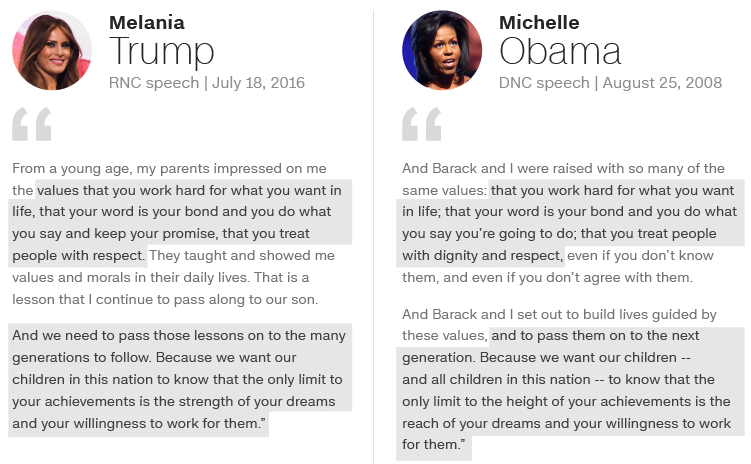 Melania
Trump
RNC speech | July 18, 2016
“
From a young age, my parents impressed on me
the values that you work hard for what you want in
life, that your word is your bond and you do what
you say and keep your promise, that you treat
people with respect. They taught and showed me
values and morals in their daily lives. That is a
lesson that I continue to pass along to our son.
And we need to pass those lessons on to the many
generations to follow. Because we want our
children in this nation to know that the only limit to
your achievements is the strength of your dreams
and your willingness to work for them.”
Michelle
Obama
DNC speech | August 25, 2008
“
And Barack and I were raised with so many of the
same values: that you work hard for what you want
in life; that your word is your bond and you do what
you say you're going to do; that you treat people
with dignity and respect, even if you don't know
them, and even if you don't agree with them.
And Barack and I set out to build lives guided by
these values, and to pass them on to the next
generation. Because we want our children --
and all children in this nation -- to know that the
only limit to the height of your achievements is the
reach of your dreams and your willingness to work
for them.”